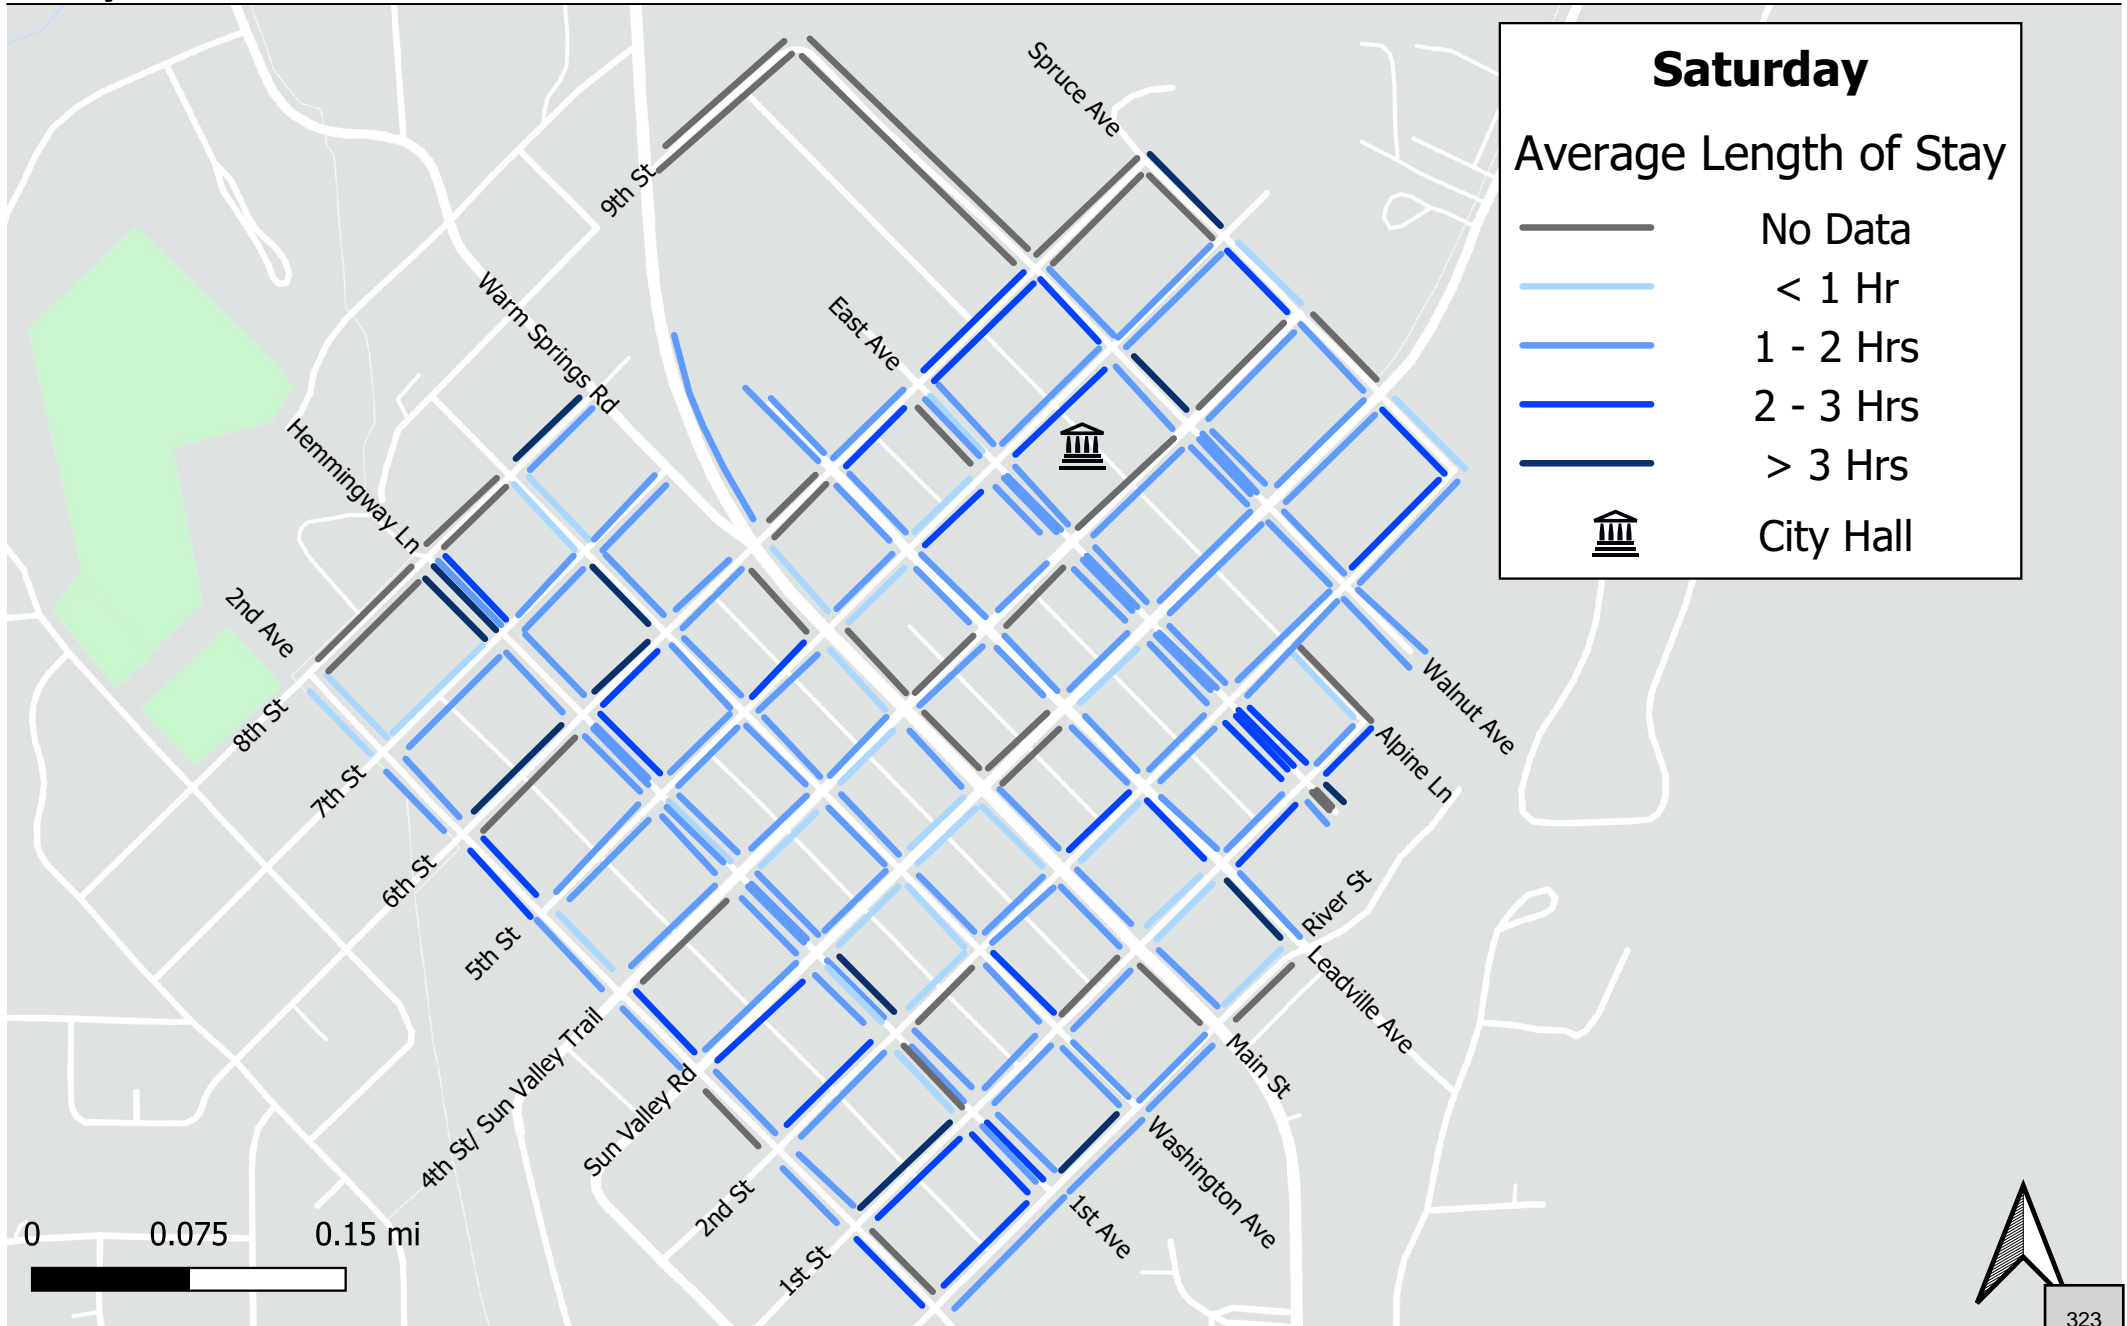 Saturday
Average Length of Stay
No Data
< 1 Hr
1 - 2 Hrs
2 - 3 Hrs
> 3 Hrs
City Hall
Spruce Ave
9th St
East Ave
Warm Springs Rd
Hemmingway Ln
2nd Ave
8th St
7th St
6th St
5th St
4th St/ Sun Valley Trail
Sun Valley Rd
2nd St
1st St
1st Ave
Washington Ave
Main St
Leadville Ave
River St
Alpine Ln
Walnut Ave
0 0.075 0.15 mi
323